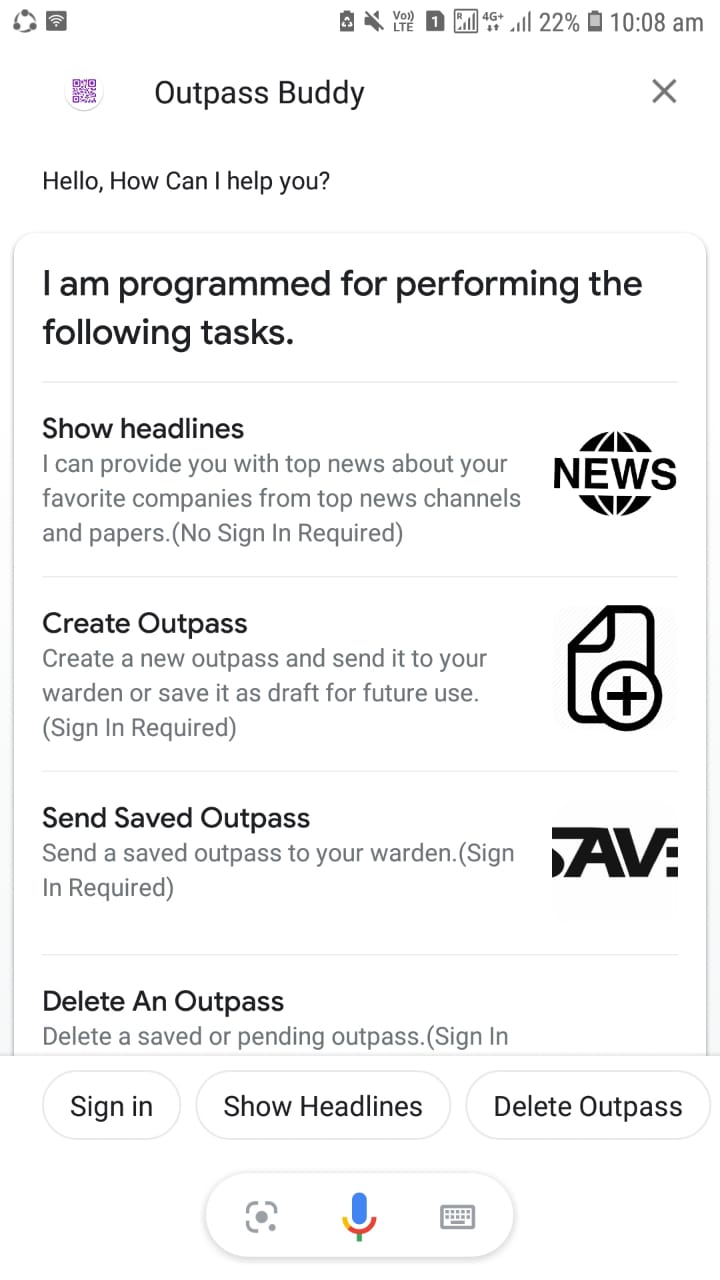 Vo))
LTE
1
R
4G+
22%
10:08 am
Outpass Buddy
Hello, How Can I help you?
I am programmed for performing the
following tasks.
Show headlines
I can provide you with top news about your
favorite companies from top news channels
and papers.(No Sign In Required)
NEWS
Create Outpass
Create a new outpass and send it to your
warden or save it as draft for future use.
(Sign In Required)
Send Saved Outpass
Send a saved outpass to your warden.(Sign
In Required)
SAVE
Delete An Outpass
Delete a saved or pending outpass.(Sign In
Sign in
Show Headlines
Delete Outpass